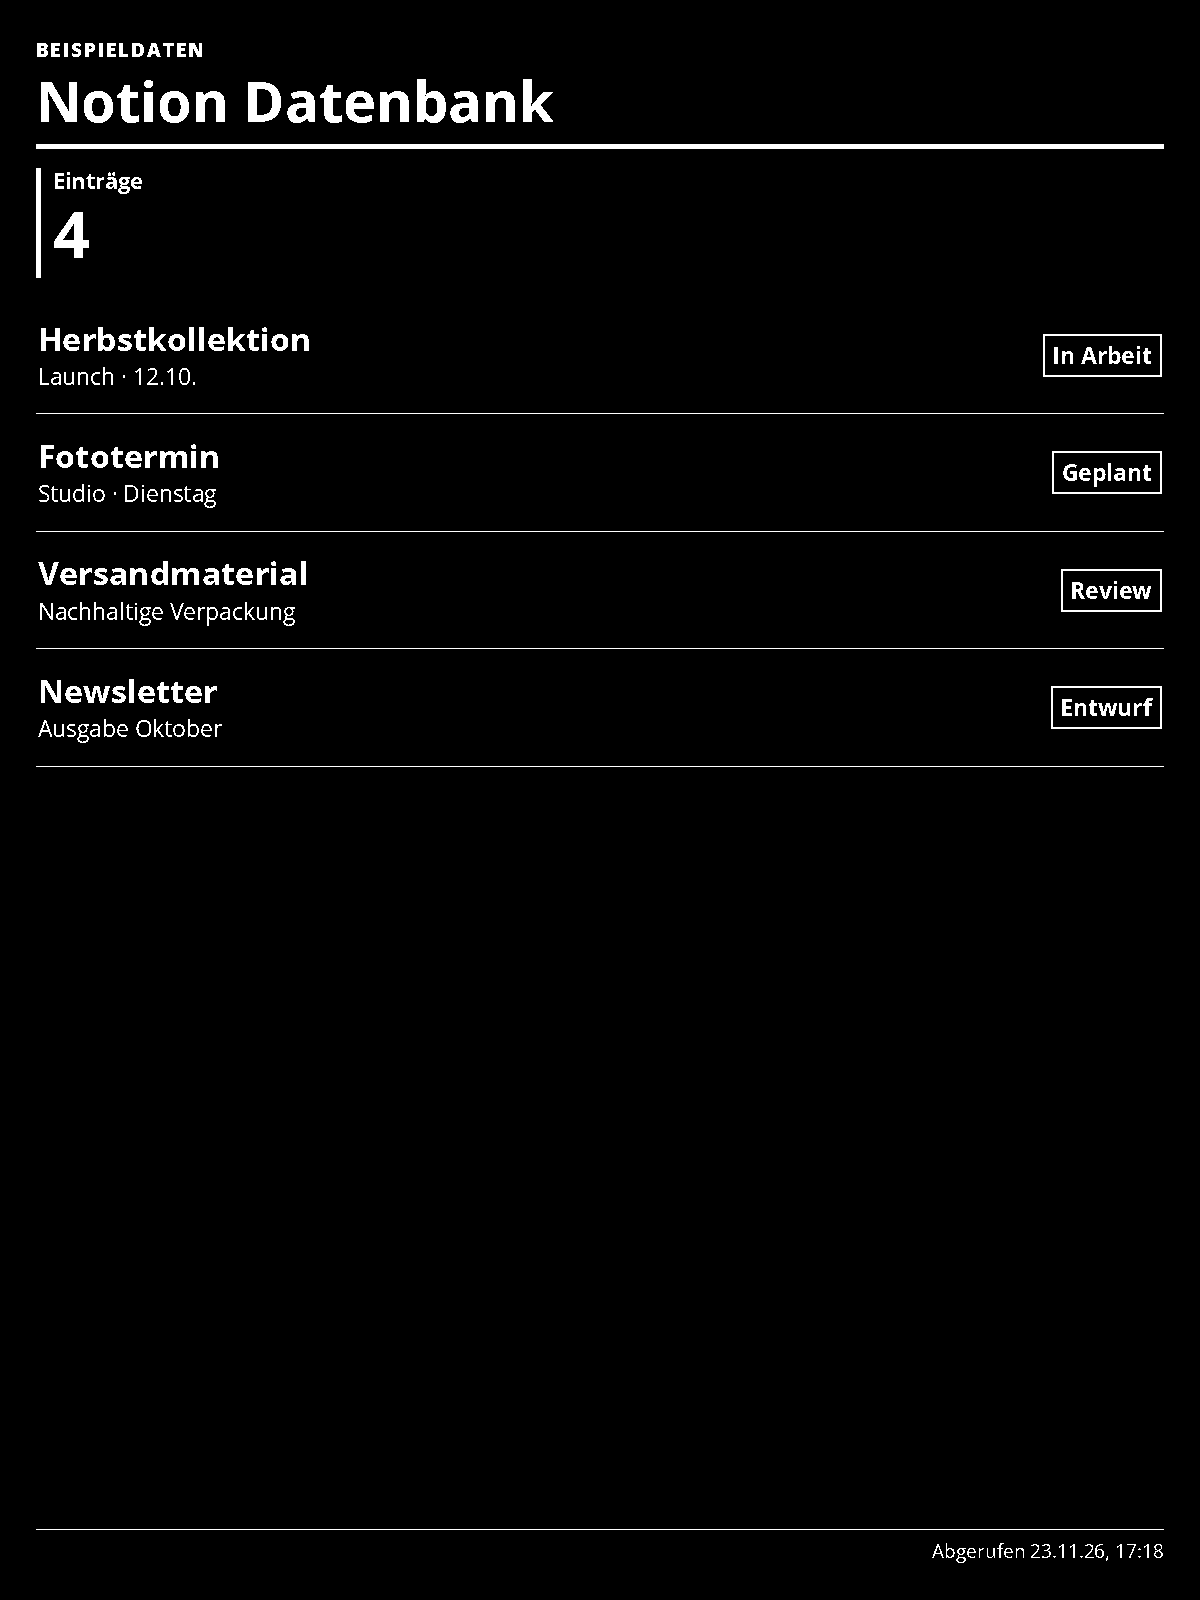 BEISPIELDATEN
Notion Datenbank
Einträge
4
Herbstkollektion
Launch · 12.10.
In Arbeit
Fototermin
Studio · Dienstag
Geplant
Versandmaterial
Nachhaltige Verpackung
Review
Newsletter
Ausgabe Oktober
Entwurf
Abgerufen 23.11.26, 17:18